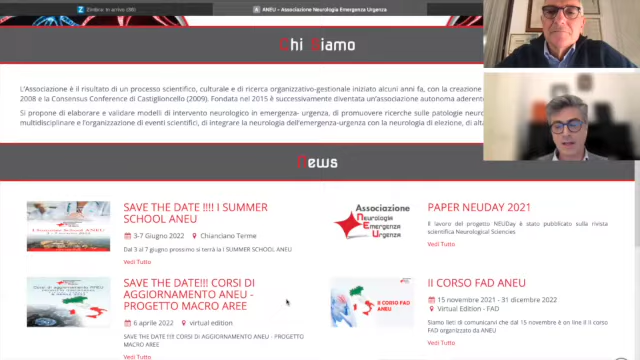 Zimbra: In arrivo (386)
ANEU – Associazione Neurologia Emergenza Urgenza
Chi Siamo
L'Associazione è il risultato di un processo scientifico, culturale e di ricerca organizzativo-gestionale iniziato alcuni anni fa, con la creazione
2008 e la Consensus Conference di Castiglioncello (2009). Fondata nel 2015 è successivamente diventata un'associazione autonoma aderente
Si propone di elaborare e validare modelli di intervento neurologico in emergenza- urgenza, di promuovere ricerche sulle patologie
multidisciplinare e l'organizzazione di eventi scientifici, di integrare la neurologia dell'emergenza-urgenza con la neurologia di elezione, di
News
SAVE THE DATE !!!! I SUMMER
SCHOOL ANEU
3-7 Giugno 2022 Chianciano Terme
Dal 3 al 7 giugno prossimo si terrà la I SUMMER SCHOOL ANEU
Vedi Tutto
Associazione
Neurologia
Emergenza
Urgenza
PAPER NEUDAY 2021
Il lavoro del progetto NEUDay è stato pubblicato sulla rivista
scientifica Neurological Sciences
Vedi Tutto
SAVE THE DATE!!! CORSI DI
AGGIORNAMENTO ANEU -
PROGETTO MACRO AREE
6 aprile 2022 virtual edition
SAVE THE DATE !!!! CORSI DI AGGIORNAMENTO ANEU - PROGETTO
MACRO AREE
Vedi Tutto
II CORSO FAD ANEU
II CORSO FAD ANEU
15 novembre 2021 - 31 dicembre 2022
Virtual Edition - FAD
Siamo lieti di comunicarvi che dal 15 novembre è on line il II corso
FAD organizzato da ANEU
Vedi Tutto